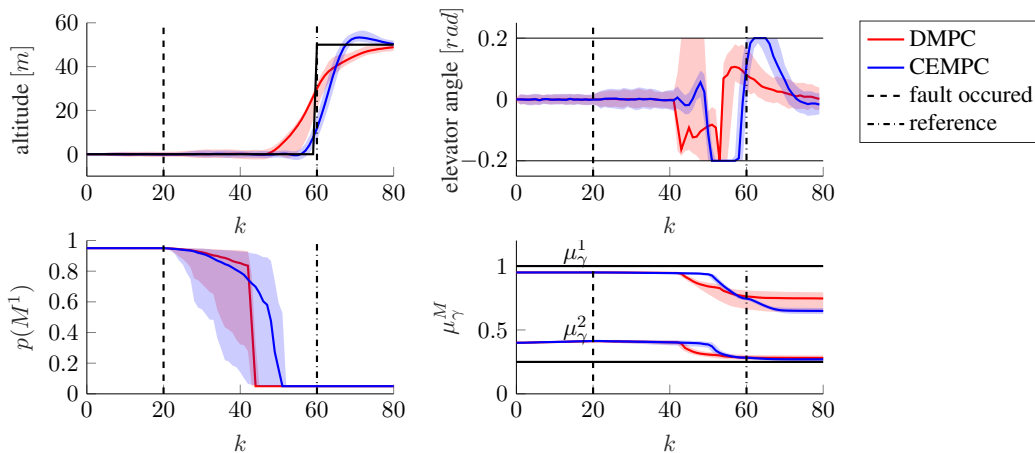 altitude [m]
60
40
20
0
0 20 40 60 80
k
elevator angle [rad]
0.2
0
−0.2
0 20 40 60 80
k
DMPC
CEMPC
fault occured
reference
p(M¹)
1
0.8
0.6
0.4
0.2
0
0 20 40 60 80
k
μᵞᴹ
1
0.5
0
μ¹ᵧ
μ²ᵧ
0 20 40 60 80
k